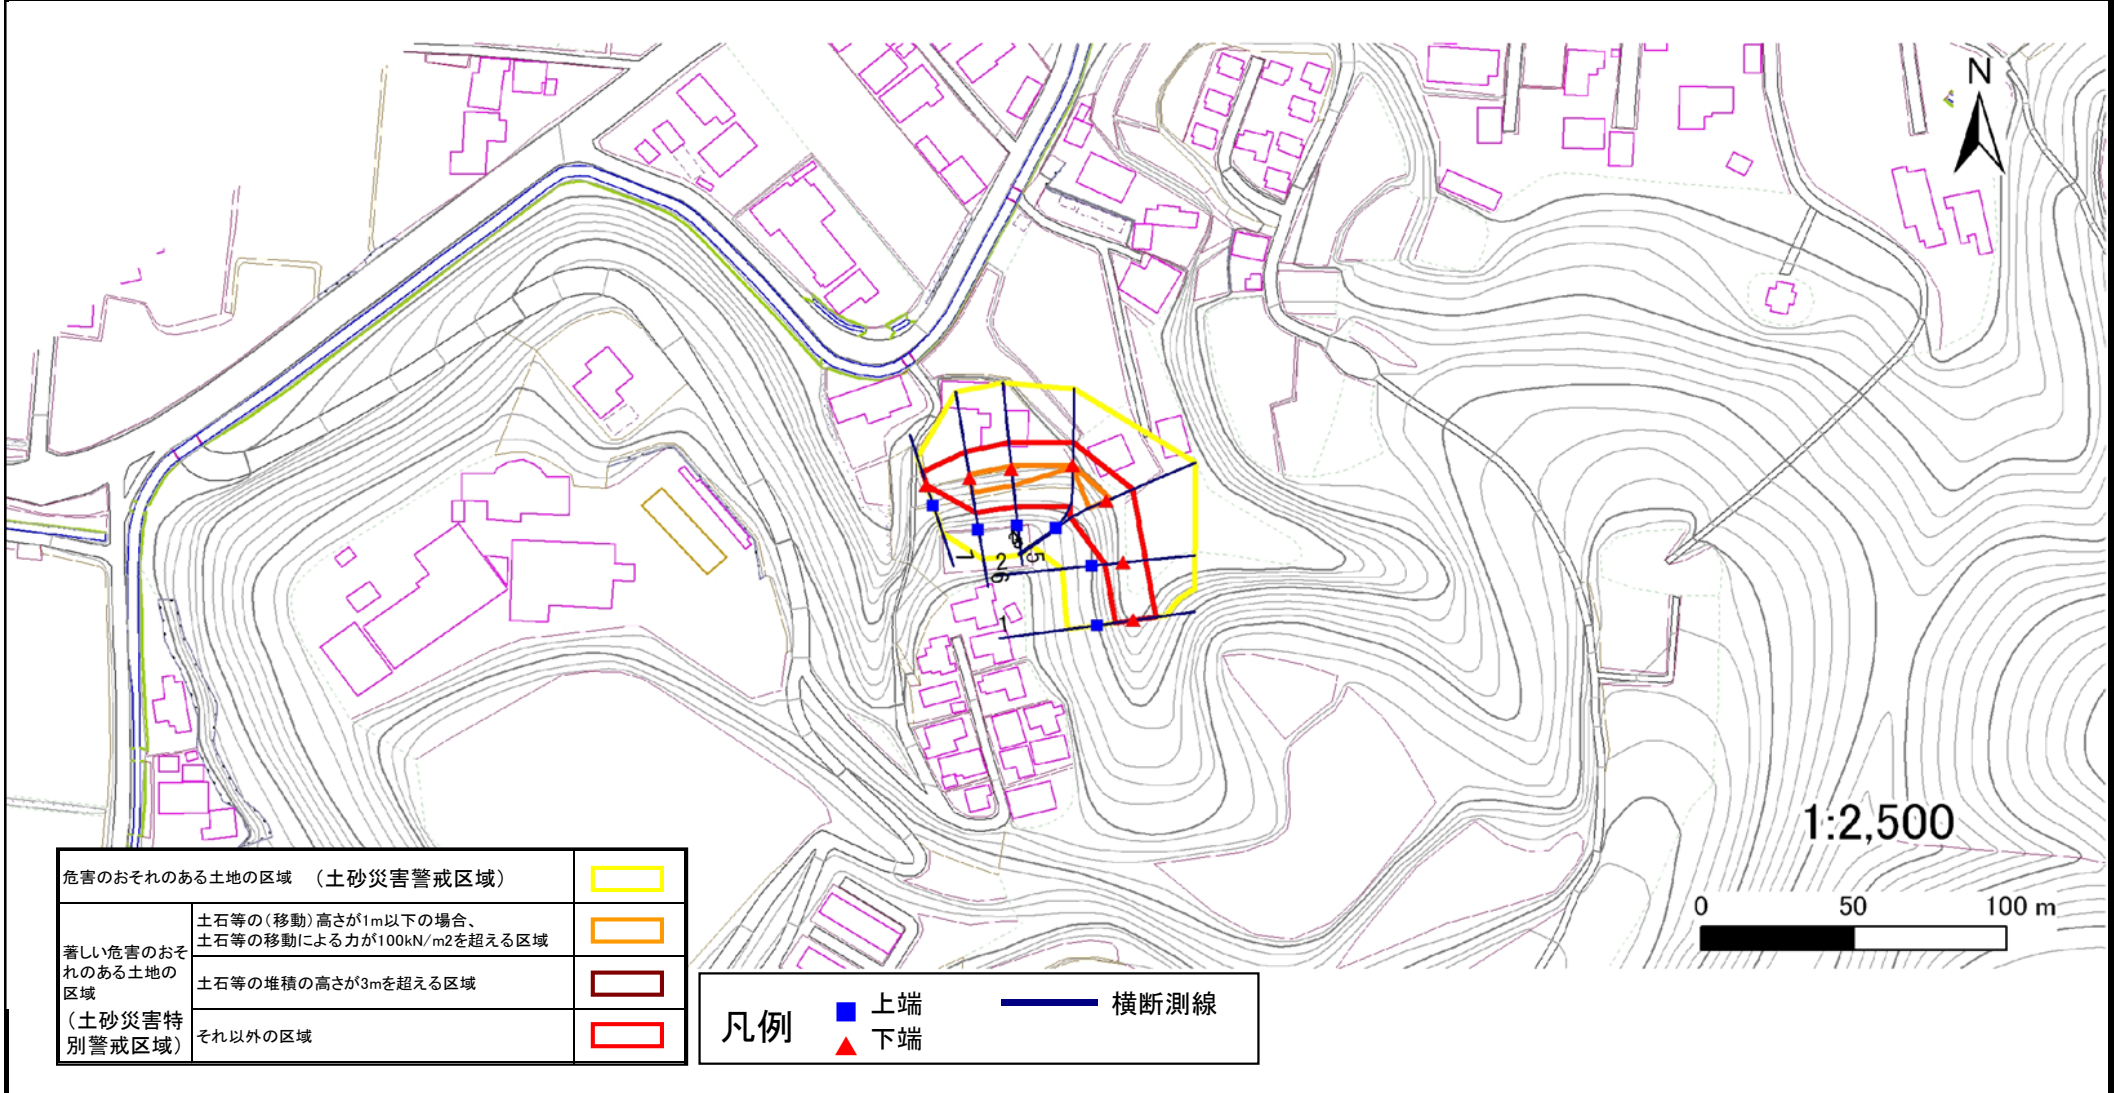 N
7
2
6
5
1
1:2,500
0 50 100 m
危害のおそれのある土地の区域 (土砂災害警戒区域)
著しい危害のおそ
れのある土地の
区域
(土砂災害特
別警戒区域)
土石等の(移動)高さが1m以下の場合、
土石等の移動による力が100kN/m2を超える区域
土石等の堆積の高さが3mを超える区域
それ以外の区域
凡例
上端
下端
横断測線